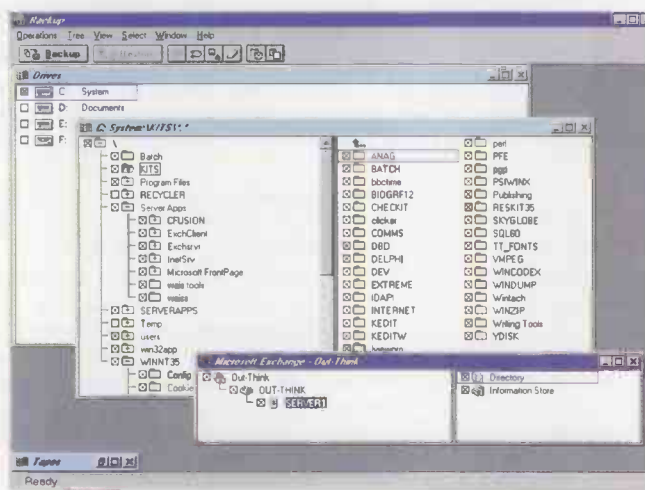 Backup
Operations Tree View Select Window Help
Backup
Drives
C: System
D: Documents
E:
F:
C: System:\KITS\*.*
\
Batch
KITS
Program Files
RECYCLER
Server Apps
CFUSION
ExchClient
Exchsrvr
InetSrv
Microsoft FrontPage
wais tools
waiss
SERVERAPPS
Temp
users
win32app
WINNT35
Config
Cookies
ANAG
BATCH
bbctime
BIDGRF12
CHECKIT
clicker
COMMS
DBD
DELPHI
DEV
EXTREME
IDAPI
INTERNET
KEDIT
KEDITW
perl
PFE
pgp
PSIWINX
Publishing
RESKIT35
SKYGLOBE
SQL60
TT_FONTS
VMPEG
WINCODEX
WINDUMP
Wintach
WINZIP
Writing Tools
YDISK
Microsoft Exchange - Out-Think
Out-Think
OUT-THINK
SERVER1
Directory
Information Store
Tapes
Ready